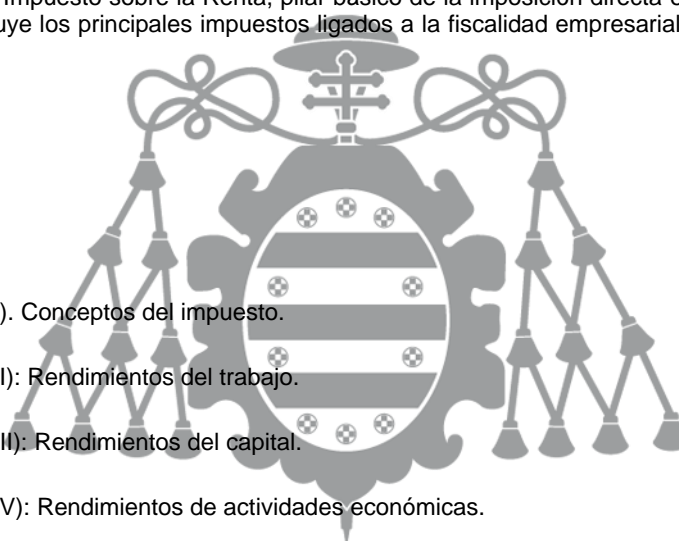 Impuesto sobre la Renta, pilar básico de la imposición directa
uye los principales impuestos ligados a la fiscalidad empresarial
). Conceptos del impuesto.
I): Rendimientos del trabajo.
II): Rendimientos del capital.
V): Rendimientos de actividades económicas.